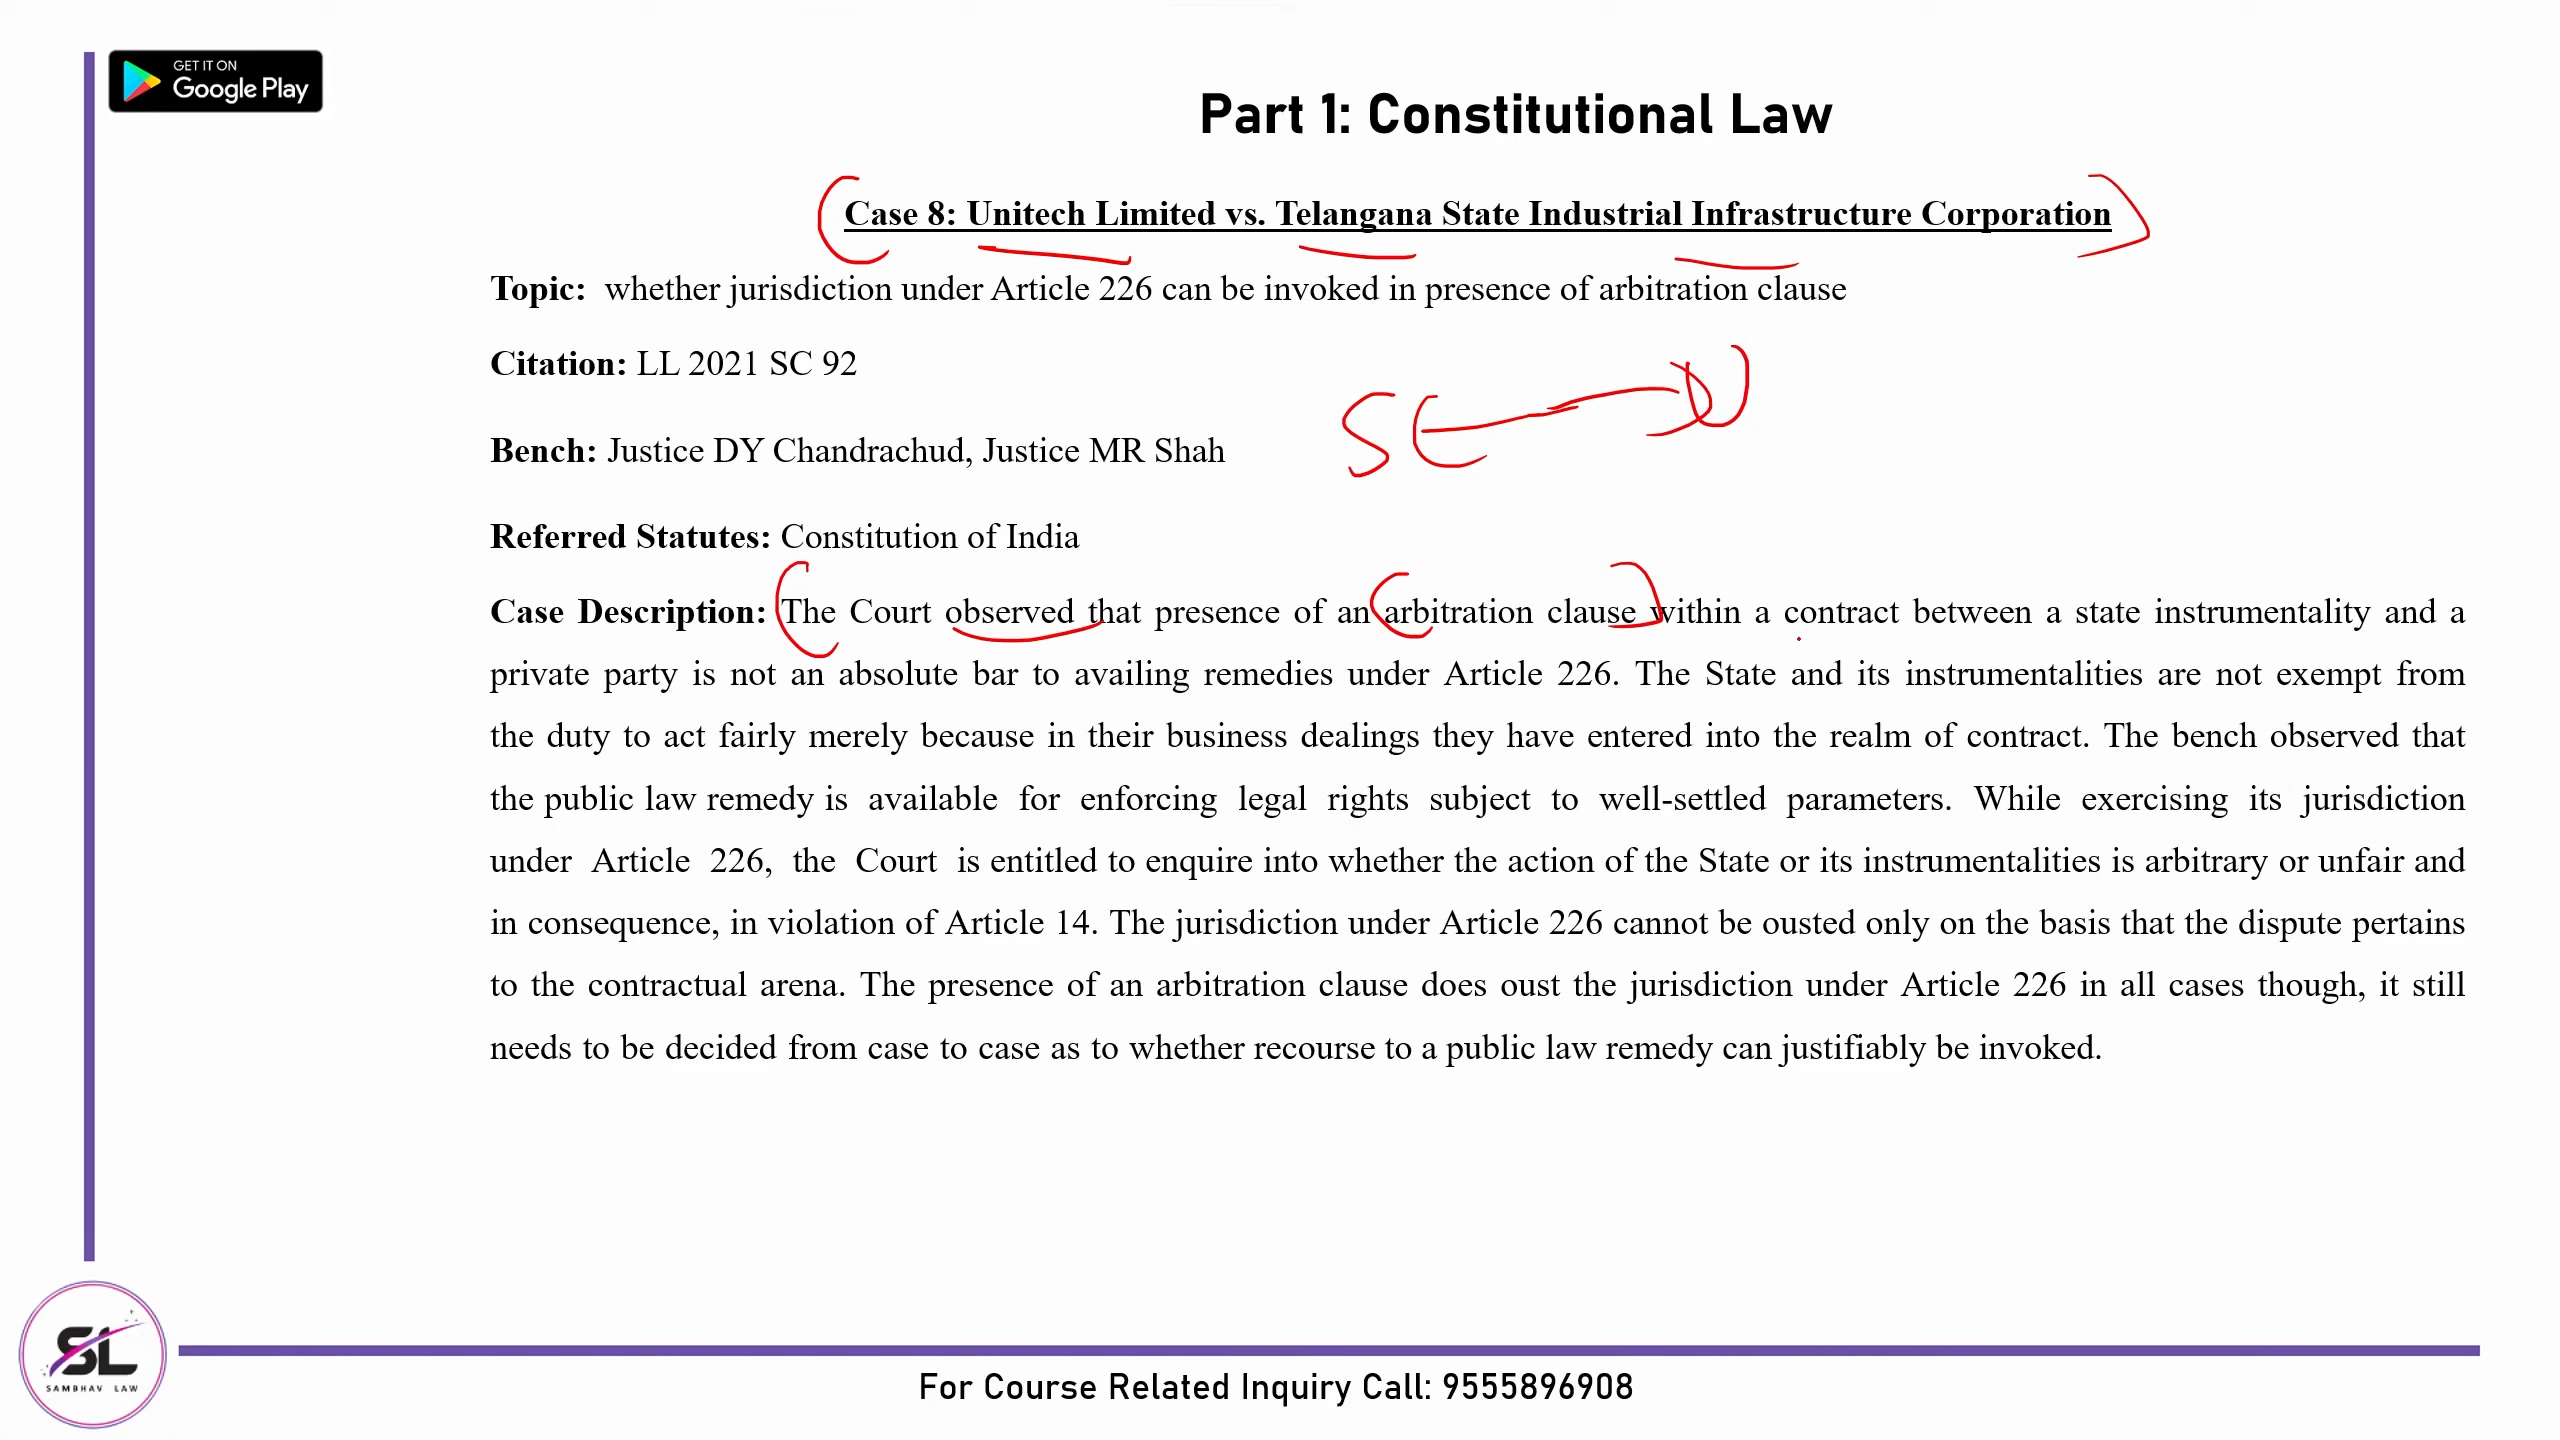 GET IT ON
Google Play
Part 1: Constitutional Law
Case 8: Unitech Limited vs. Telangana State Industrial Infrastructure Corporation
Topic: whether jurisdiction under Article 226 can be invoked in presence of arbitration clause
Citation: LL 2021 SC 92
Bench: Justice DY Chandrachud, Justice MR Shah
Referred Statutes: Constitution of India
Case Description: The Court observed that presence of an arbitration clause within a contract between a state instrumentality and a
private party is not an absolute bar to availing remedies under Article 226. The State and its instrumentalities are not exempt from
the duty to act fairly merely because in their business dealings they have entered into the realm of contract. The bench observed that
the public law remedy is available for enforcing legal rights subject to well-settled parameters. While exercising its jurisdiction
under Article 226, the Court is entitled to enquire into whether the action of the State or its instrumentalities is arbitrary or unfair and
in consequence, in violation of Article 14. The jurisdiction under Article 226 cannot be ousted only on the basis that the dispute pertains
to the contractual arena. The presence of an arbitration clause does oust the jurisdiction under Article 226 in all cases though, it still
needs to be decided from case to case as to whether recourse to a public law remedy can justifiably be invoked.
SL
SAMBHAV LAW
For Course Related Inquiry Call: 9555896908